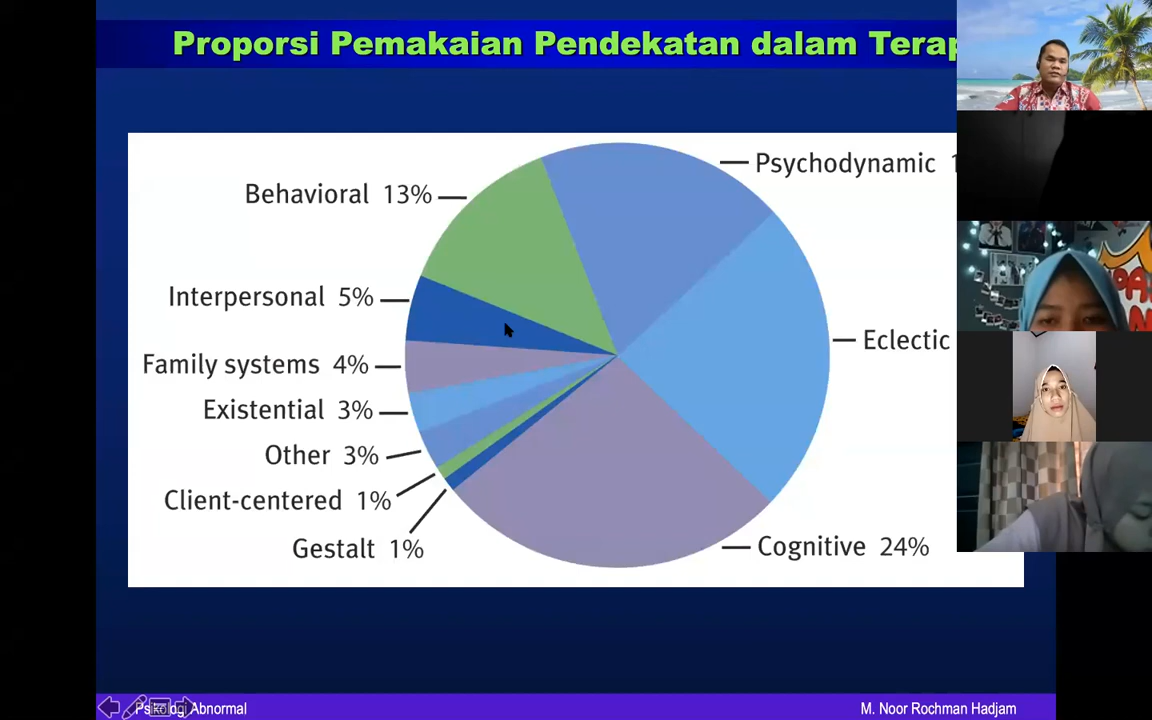 Proporsi Pemakaian Pendekatan dalam
Psychodynamic
Behavioral 13%
Interpersonal 5%
Eclectic
Family systems 4%
Existential 3%
Other 3%
Client-centered 1%
Cognitive 24%
Gestalt 1%
Abnormal
M. Noor Rochman Hadjam